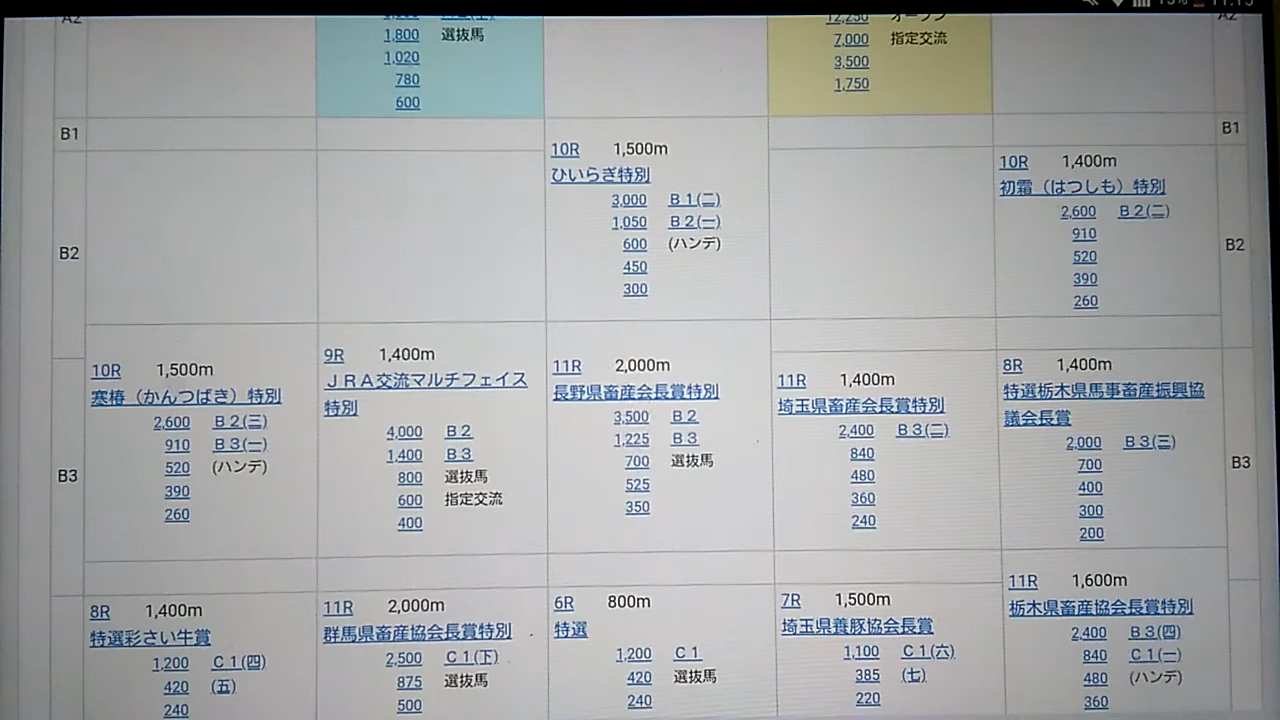 A2
1,800 選抜馬
1,020
780
600
12,250 オープン
7,000 指定交流
3,500
1,750
A2
B1
B1
10R 1,500m
ひいらぎ特別
3,000 B1(二)
1,050 B2(一)
600 (ハンデ)
450
300
10R 1,400m
初霜（はつしも）特別
2,600 B2(二)
910
520
390
260
B2
B2
10R 1,500m
寒椿（かんつばき）特別
2,600 B2(三)
910 B3(一)
520 (ハンデ)
390
260
9R 1,400m
JRA交流マルチフェイス
特別
4,000 B2
1,400 B3
800 選抜馬
600 指定交流
400
11R 2,000m
長野県畜産会長賞特別
3,500 B2
1,225 B3
700 選抜馬
525
350
11R 1,400m
埼玉県畜産会長賞特別
2,400 B3(二)
840
480
360
240
8R 1,400m
特選栃木県馬事畜産振興協
議会長賞
2,000 B3(三)
700
400
300
200
B3
B3
8R 1,400m
特選彩さい牛賞
1,200 C1(四)
420 (五)
240
11R 2,000m
群馬県畜産協会長賞特別
2,500 C1(下)
875 選抜馬
500
6R 800m
特選
1,200 C1
420 選抜馬
240
7R 1,500m
埼玉県養豚協会長賞
1,100 C1(六)
385 (七)
220
11R 1,600m
栃木県畜産協会長賞特別
2,400 B3(四)
840 C1(一)
480 (ハンデ)
360